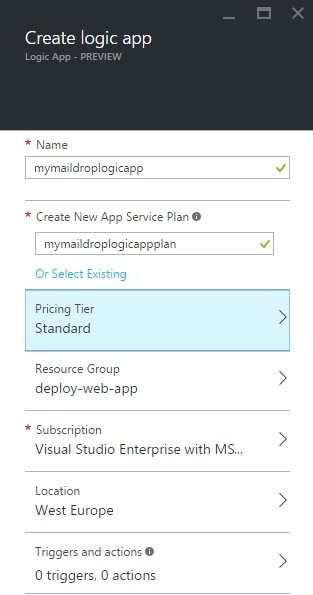 Create logic app
Logic App - PREVIEW
* Name
mymaildroplogicapp
* Create New App Service Plan
mymaildroplogicappplan
Or Select Existing
Pricing Tier
Standard
Resource Group
deploy-web-app
* Subscription
Visual Studio Enterprise with MS...
Location
West Europe
Triggers and actions
0 triggers, 0 actions